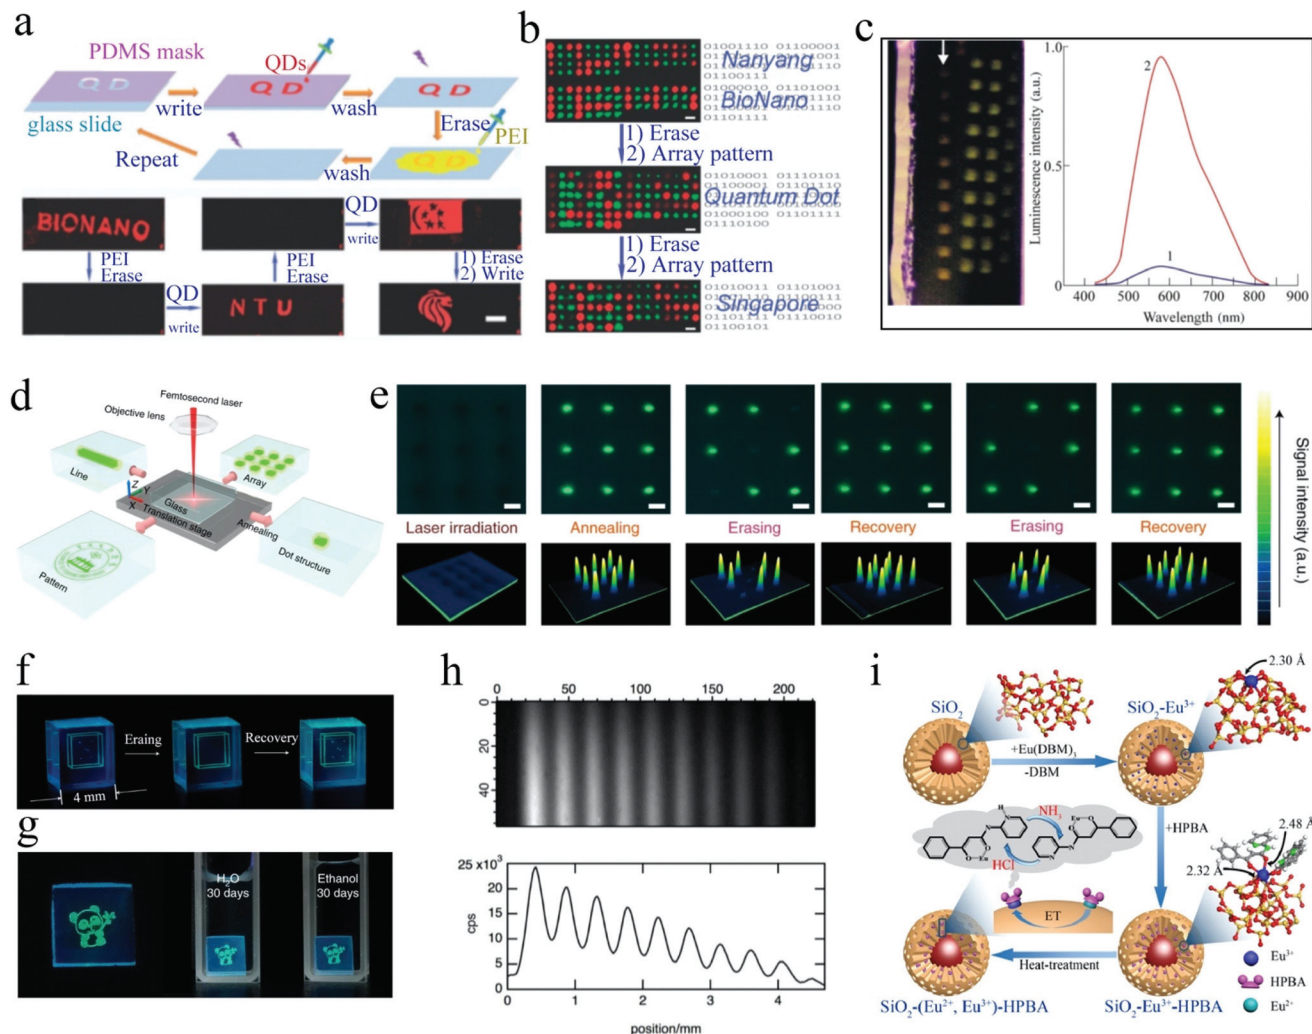 a
PDMS mask
QDs
glass slide
write
wash
Erase
PEI
Repeat
wash
BIONANO
QD
write
PEI
Erase
PEI
Erase
1) Erase
2) Write
QD
write
NTU
b
Nanyang
BioNano
1) Erase
2) Array pattern
Quantum Dot
1) Erase
2) Array pattern
Singapore
c
Luminescence intensity (a.u.)
1.0
0.5
0
2
1
400 500 600 700 800 900
Wavelength (nm)
d
Femtosecond laser
Objective lens
Line
Array
Z
Y
X
Glass
Translation stage
Annealing
Pattern
Dot structure
e
Laser irradiation
Annealing
Erasing
Recovery
Erasing
Recovery
Signal intensity (a.u.)
f
Eraing
Recovery
4 mm
g
H2O
30 days
Ethanol
30 days
h
0 50 100 150 200
0
20
40
25x10³
20
15
10
5
0
cps
0 1 2 3 4
position/mm
i
2.30 Å
SiO₂
SiO₂-Eu³⁺
+Eu(DBM)₃
-DBM
NH₃
HCl
+HPBA
2.48 Å
2.32 Å
ET
Heat-treatment
SiO₂-(Eu²⁺, Eu³⁺)-HPBA
SiO₂-Eu³⁺-HPBA
Eu³⁺
HPBA
Eu²⁺